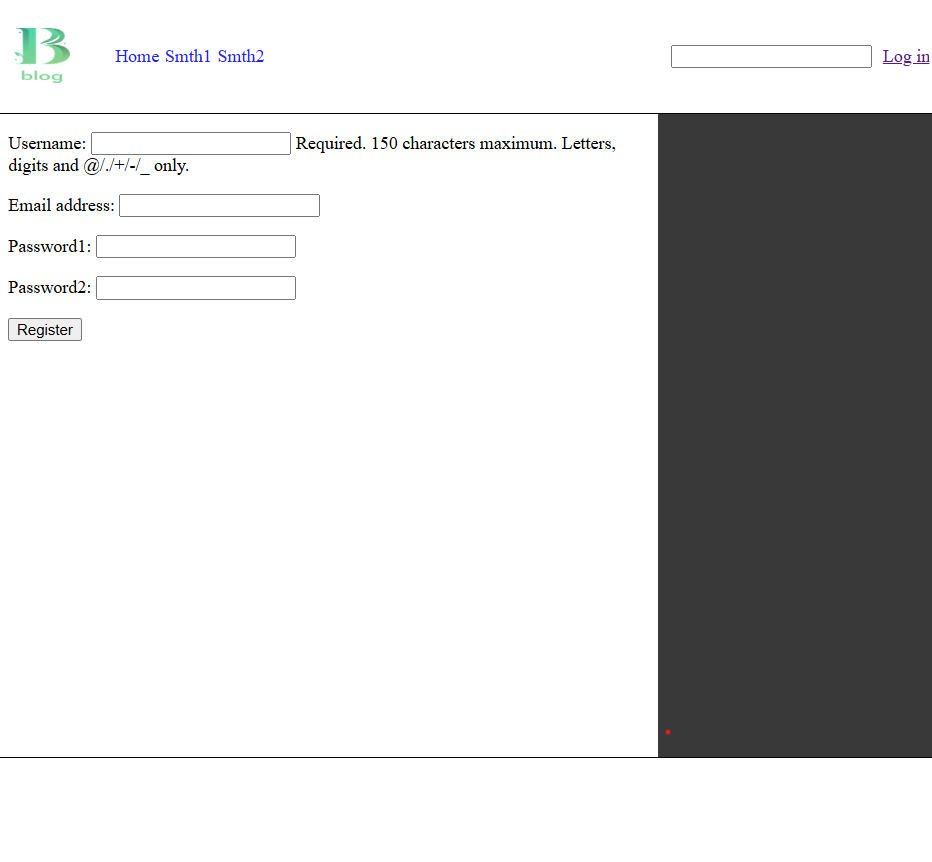 B
blog
Home Smth1 Smth2
Log in
Username: Required. 150 characters maximum. Letters,
digits and @/./+/-/_ only.
Email address:
Password1:
Password2:
Register